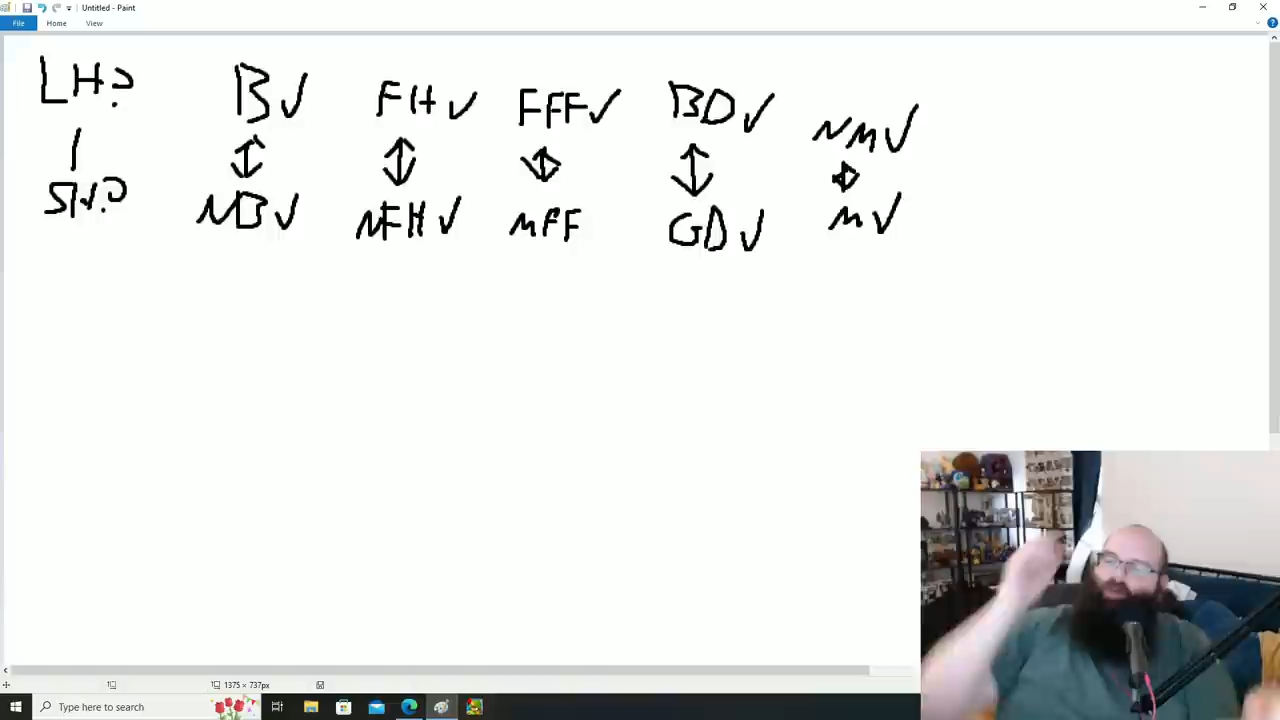 Untitled - Paint
File Home View
LH? B✓ FH✓ FFF✓ BD✓ NM✓
SH? NB✓ NFH✓ MFF GD✓ M✓
1375 × 737px
Type here to search